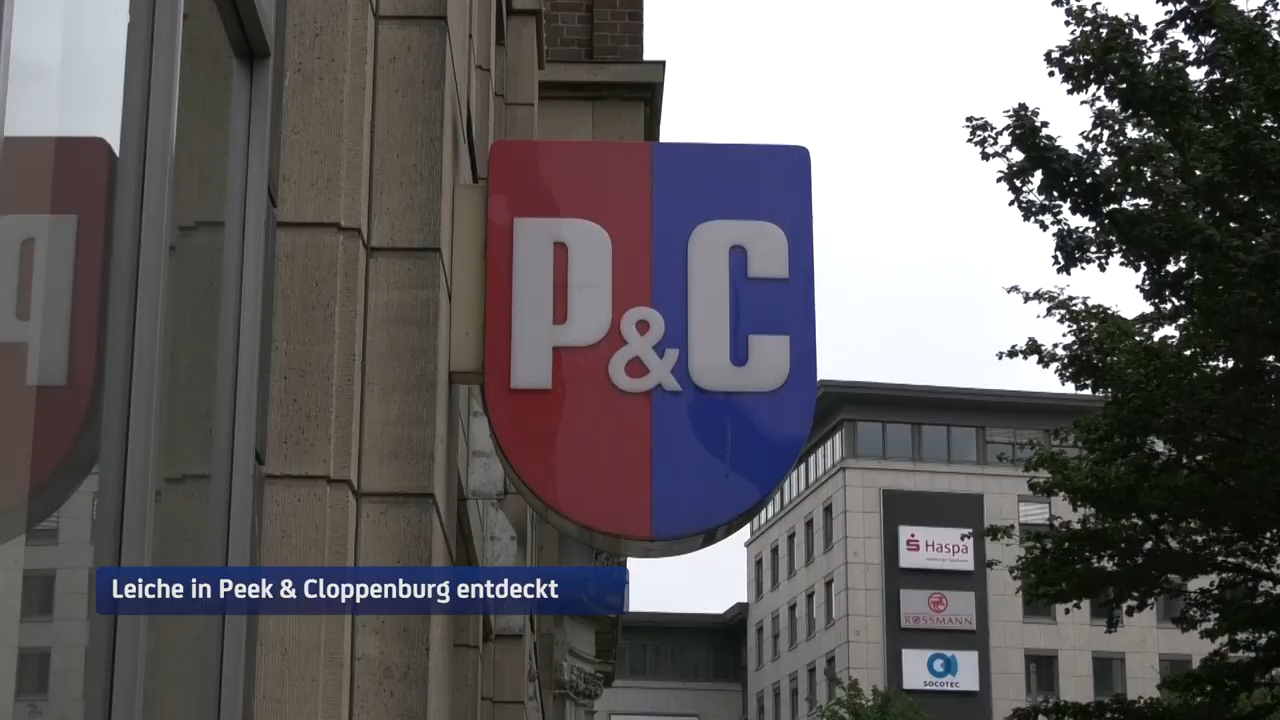 P&C
Haspa
ROSSMANN
SOCOTEC
Leiche in Peek & Cloppenburg entdeckt